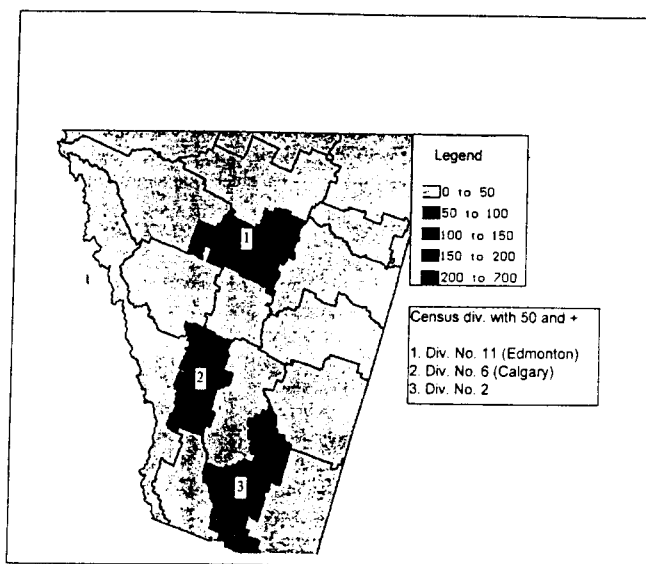 Legend
0 to 50
50 to 100
100 to 150
150 to 200
200 to 700
Census div. with 50 and +
1. Div. No. 11 (Edmonton)
2. Div. No. 6 (Calgary)
3. Div. No. 2
1
2
3